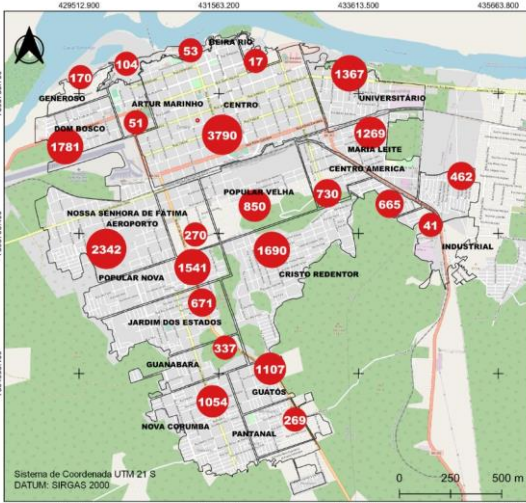 429512.900 431563.200 433613.500 435663.800
BEIRA RIO
53
17
104
170
1367
GENEROSO
ARTUR MARINHO
CENTRO
UNIVERSITÁRIO
51
DOM BOSCO
1781
3790
1269
MARIA LEITE
CENTRO AMERICA
462
POPULAR VELHA
730
850
665
NOSSA SENHORA DE FÁTIMA
AEROPORTO
41
270
2342
1690
INDUSTRIAL
1541
POPULAR NOVA
CRISTO REDENTOR
671
JARDIM DOS ESTADOS
337
GUANABARA
1107
GUATÓS
1054
269
NOVA CORUMBA
PANTANAL
Sistema de Coordenada UTM 21 S
DATUM: SIRGAS 2000
0 250 500 m